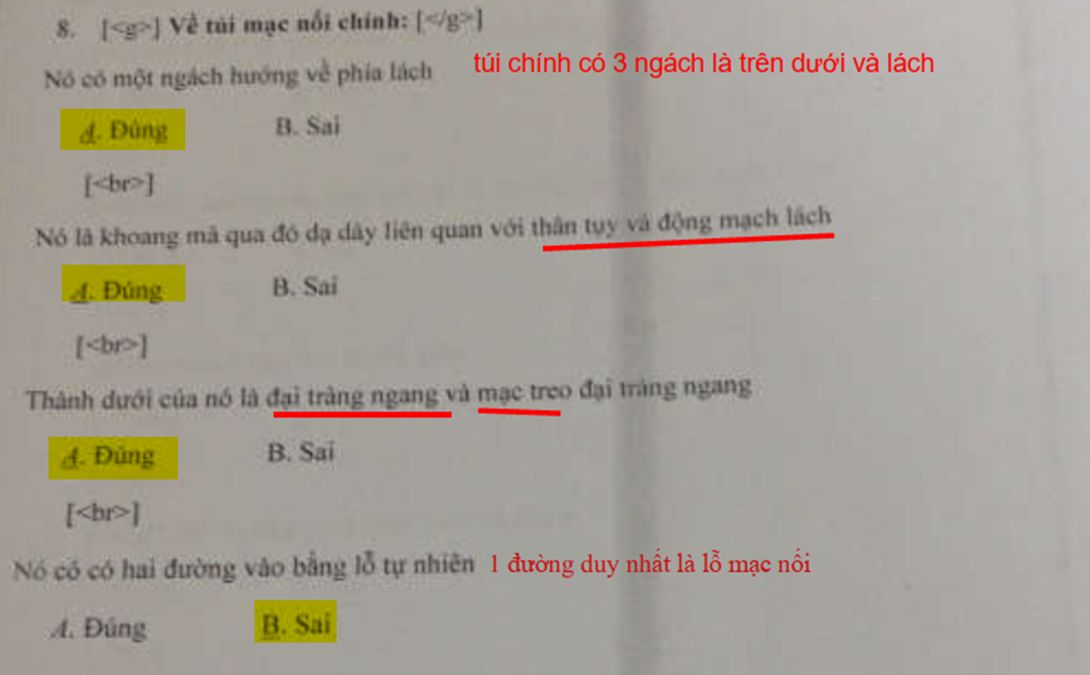 8. [<g>] Về túi mạc nối chính: [</g>]
Nó có một ngách hướng về phía lách túi chính có 3 ngách là trên dưới và lách
A. Đúng B. Sai
[<br>]
Nó là khoang mà qua đó dạ dày liên quan với thân tụy và động mạch lách
A. Đúng B. Sai
[<br>]
Thành dưới của nó là đại tràng ngang và mạc treo đại tràng ngang
A. Đúng B. Sai
[<br>]
Nó có có hai đường vào bằng lỗ tự nhiên 1 đường duy nhất là lỗ mạc nối
A. Đúng B. Sai